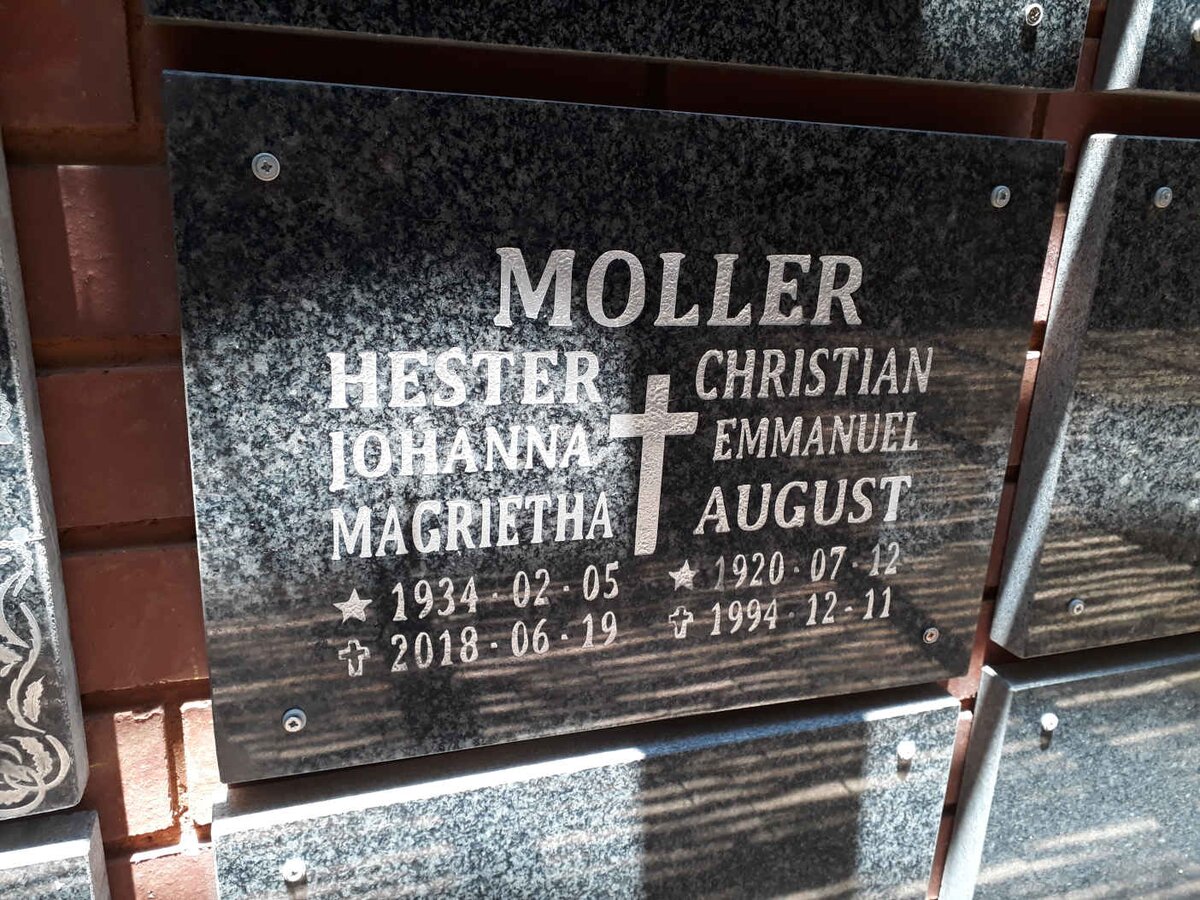 MOLLER
HESTER
JOHANNA
MAGRIETHA
1934·02·05
2018·06·19
CHRISTIAN
EMMANUEL
AUGUST
1920·07·12
1994·12·11